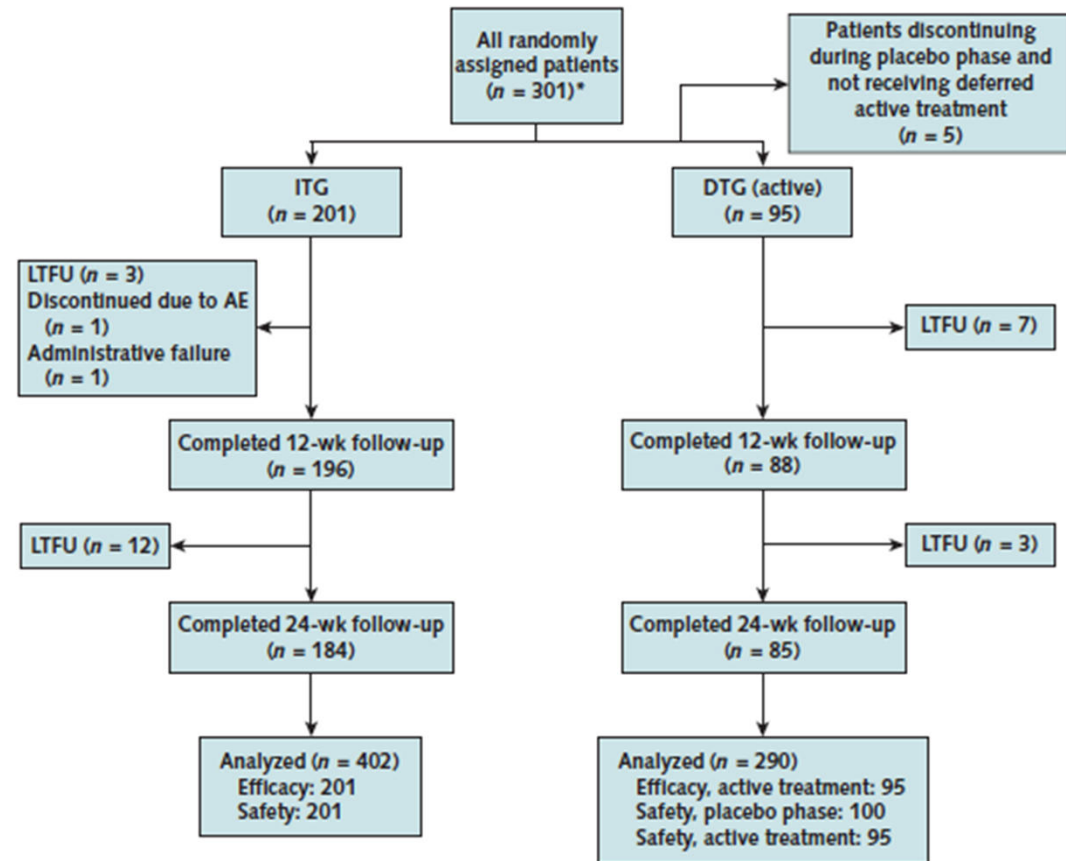 All randomly
assigned patients
(n = 301)*
Patients discontinuing
during placebo phase and
not receiving deferred
active treatment
(n = 5)
ITG
(n = 201)
DTG (active)
(n = 95)
LTFU (n = 3)
Discontinued due to AE
(n = 1)
Administrative failure
(n = 1)
LTFU (n = 7)
Completed 12-wk follow-up
(n = 196)
Completed 12-wk follow-up
(n = 88)
LTFU (n = 12)
LTFU (n = 3)
Completed 24-wk follow-up
(n = 184)
Completed 24-wk follow-up
(n = 85)
Analyzed (n = 402)
Efficacy: 201
Safety: 201
Analyzed (n = 290)
Efficacy, active treatment: 95
Safety, placebo phase: 100
Safety, active treatment: 95